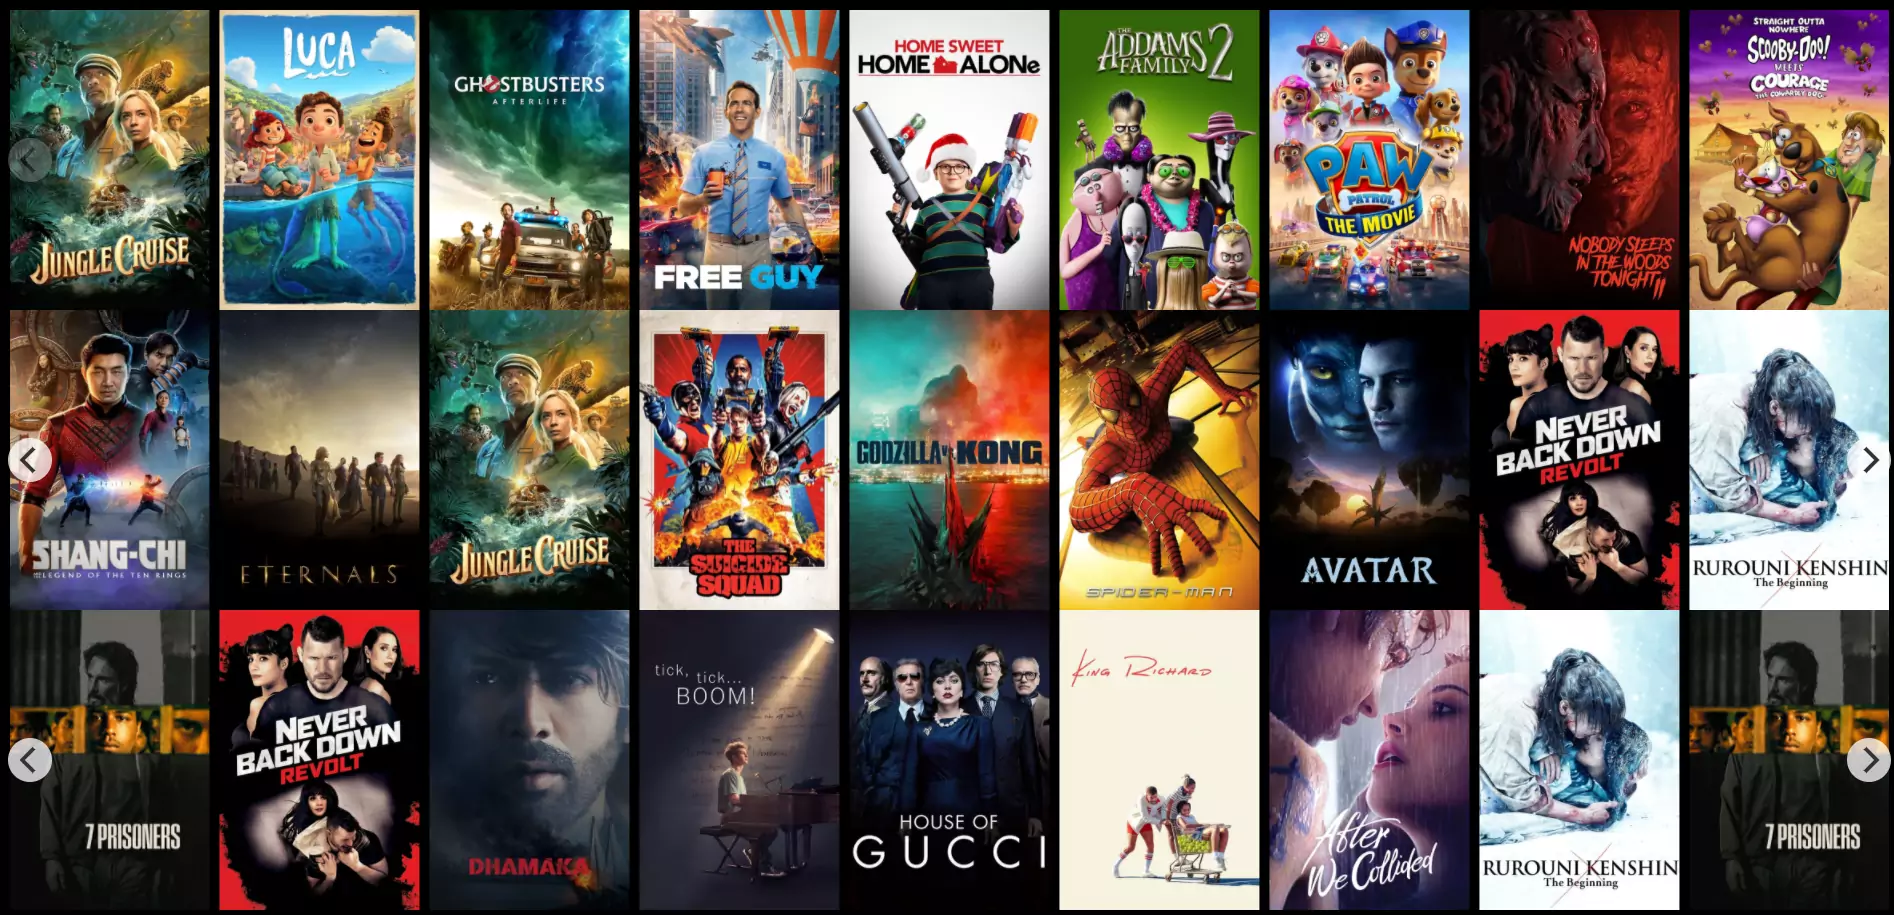 JUNGLE CRUISE
LUCA
GHOSTBUSTERS
AFTERLIFE
FREE GUY
HOME SWEET
HOME ALONe
THE
ADDAMS
FAMILY 2
PAW
PATROL
THE MOVIE
NOBODY SLEEPS
IN THE WOODS
TONIGHT II
STRAIGHT OUTTA
NOWHERE
SCOOBY-DOO!
MEETS
COURAGE
THE COWARDLY DOG
SHANG-CHI
AND THE LEGEND OF THE TEN RINGS
ETERNALS
JUNGLE CRUISE
THE
SUICIDE
SQUAD
GODZILLA vs KONG
SPIDER-MAN
AVATAR
NEVER
BACK DOWN
REVOLT
RUROUNI KENSHIN
The Beginning
7 PRISONERS
NEVER
BACK DOWN
REVOLT
DHAMAKA
tick, tick...
BOOM!
HOUSE OF
GUCCI
KING RICHARD
After
We Collided
RUROUNI KENSHIN
The Beginning
7 PRISONERS